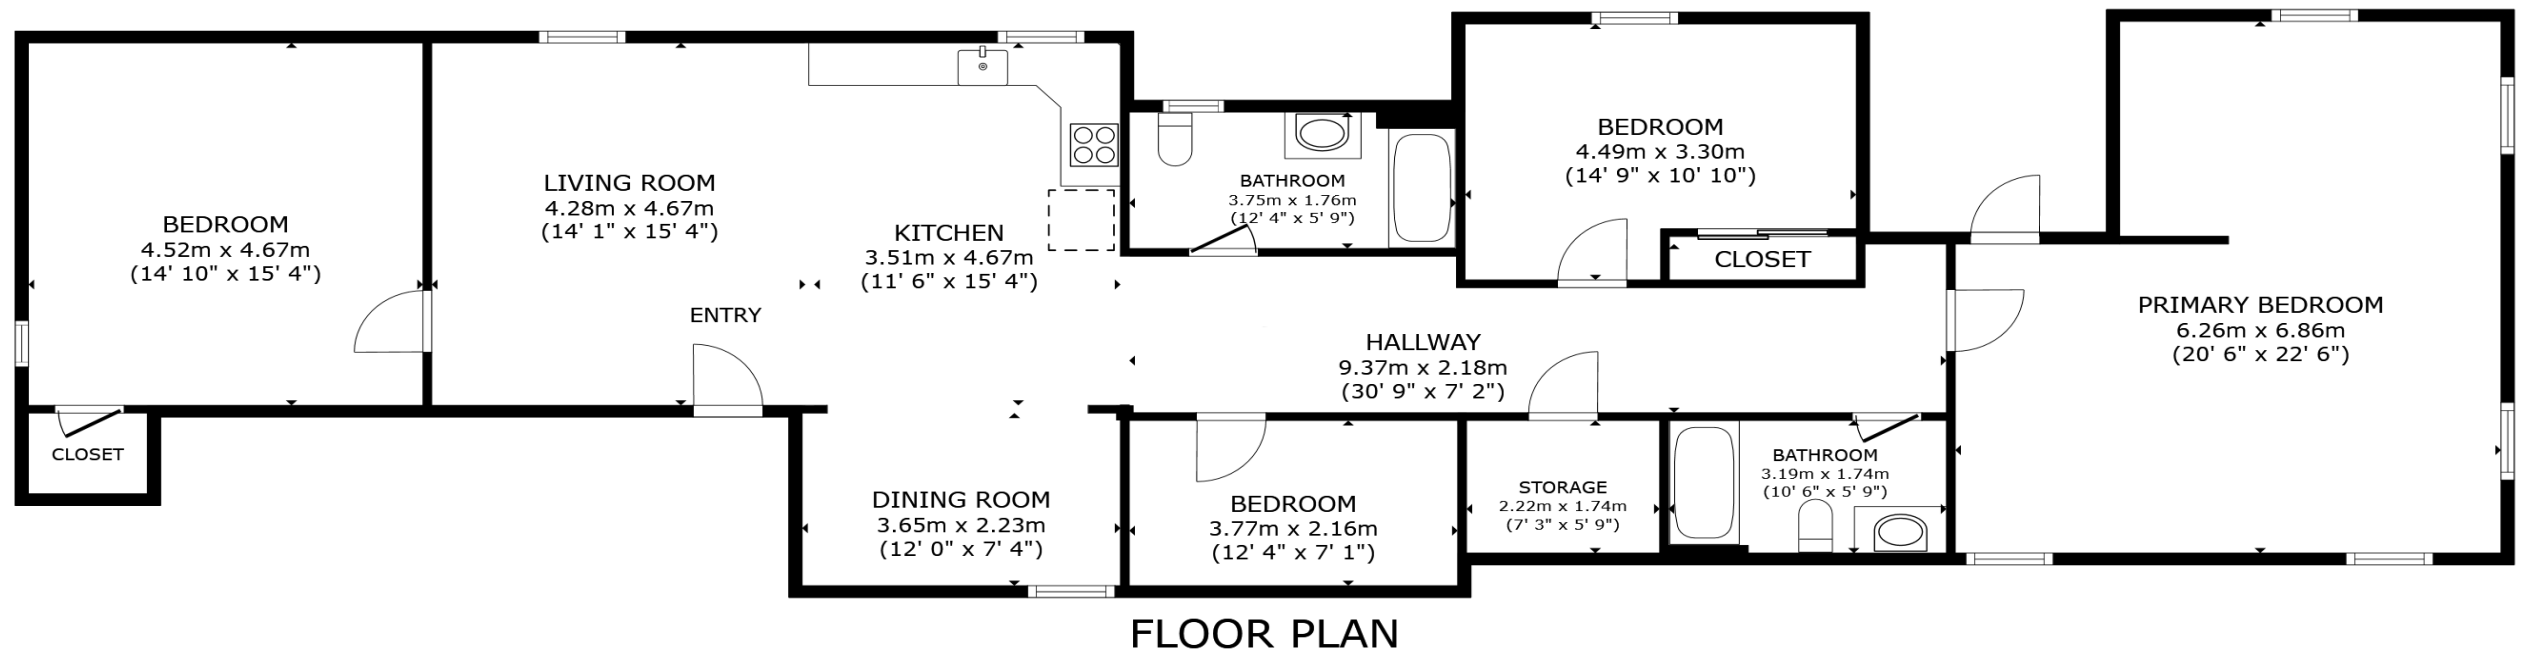 BEDROOM
4.52m x 4.67m
(14' 10" x 15' 4")
CLOSET
LIVING ROOM
4.28m x 4.67m
(14' 1" x 15' 4")
ENTRY
KITCHEN
3.51m x 4.67m
(11' 6" x 15' 4")
DINING ROOM
3.65m x 2.23m
(12' 0" x 7' 4")
BATHROOM
3.75m x 1.76m
(12' 4" x 5' 9")
BEDROOM
4.49m x 3.30m
(14' 9" x 10' 10")
CLOSET
HALLWAY
9.37m x 2.18m
(30' 9" x 7' 2")
BEDROOM
3.77m x 2.16m
(12' 4" x 7' 1")
STORAGE
2.22m x 1.74m
(7' 3" x 5' 9")
BATHROOM
3.19m x 1.74m
(10' 6" x 5' 9")
PRIMARY BEDROOM
6.26m x 6.86m
(20' 6" x 22' 6")
FLOOR PLAN